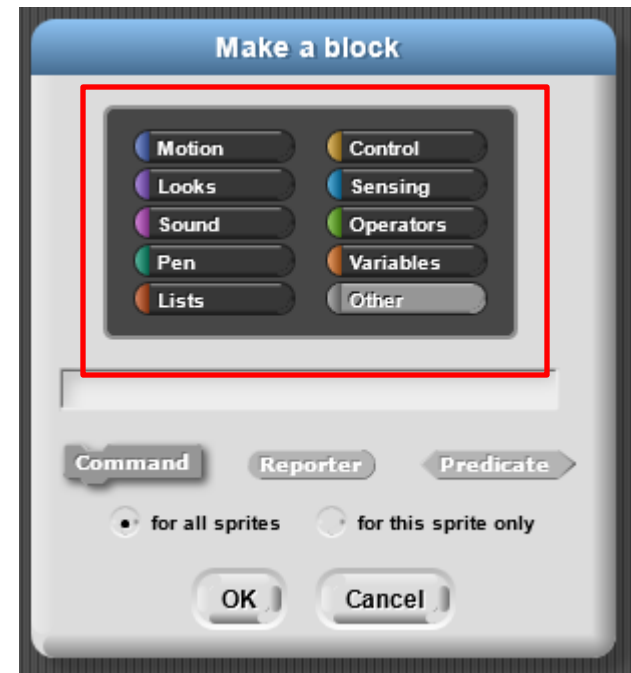 Make a block
Motion Control
Looks Sensing
Sound Operators
Pen Variables
Lists Other
Command Reporter Predicate
for all sprites for this sprite only
OK Cancel